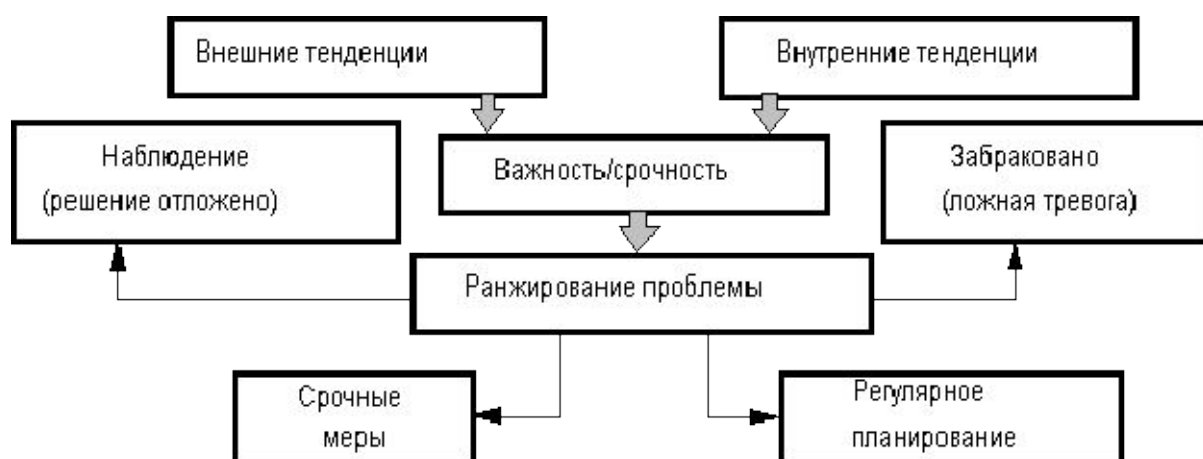 Внешние тенденции
Внутренние тенденции
Наблюдение
(решение отложено)
Важность/срочность
Забраковано
(ложная тревога)
Ранжирование проблемы
Срочные
меры
Регулярное
планирование